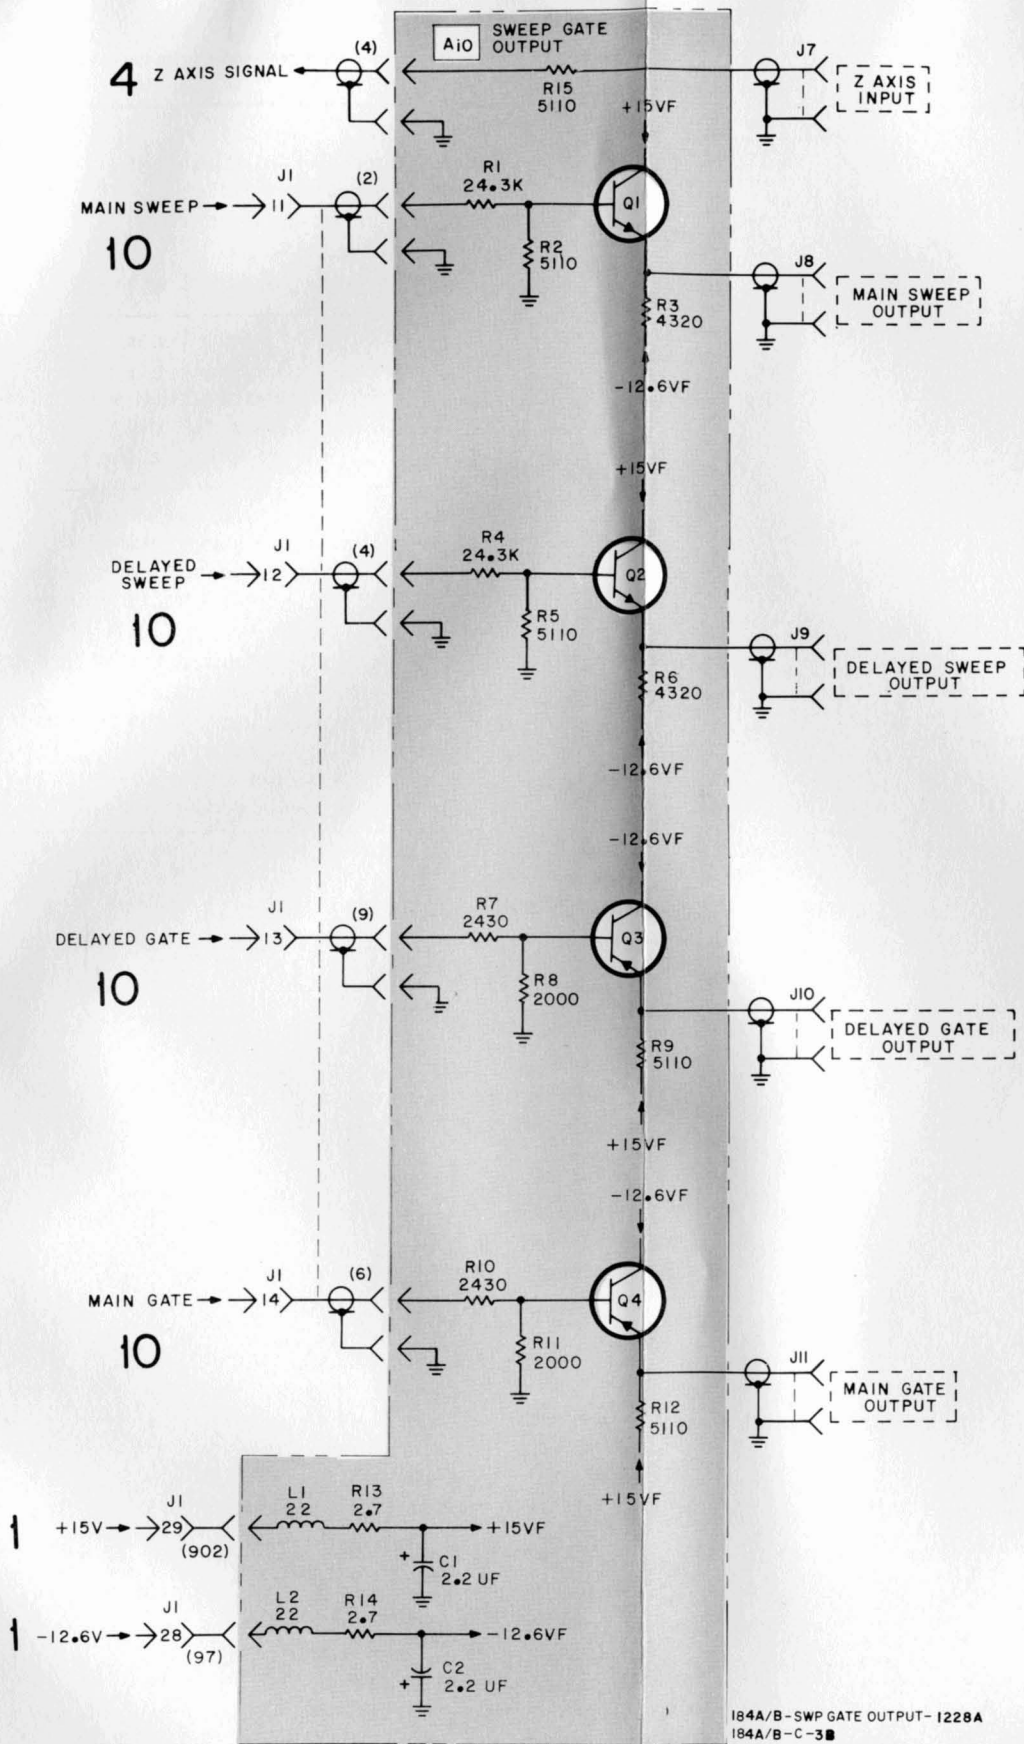 A10
SWEEP GATE
OUTPUT
4 Z AXIS SIGNAL
(4)
R15
5110
J7
Z AXIS
INPUT
+15VF
MAIN SWEEP
10
J1
11
(2)
R1
24.3K
R2
5110
Q1
R3
4320
-12.6VF
J8
MAIN SWEEP
OUTPUT
+15VF
DELAYED
SWEEP
10
J1
12
(4)
R4
24.3K
R5
5110
Q2
R6
4320
-12.6VF
J9
DELAYED SWEEP
OUTPUT
-12.6VF
DELAYED GATE
10
J1
13
(9)
R7
2430
R8
2000
Q3
R9
5110
+15VF
J10
DELAYED GATE
OUTPUT
-12.6VF
MAIN GATE
10
J1
14
(6)
R10
2430
R11
2000
Q4
R12
5110
+15VF
J11
MAIN GATE
OUTPUT
1 +15V
J1
29
(902)
L1
22
R13
2.7
+15VF
+
C1
2.2 UF
1 -12.6V
J1
28
(97)
L2
22
R14
2.7
-12.6VF
+
C2
2.2 UF
184A/B-SWP GATE OUTPUT-1228A
184A/B-C-3B